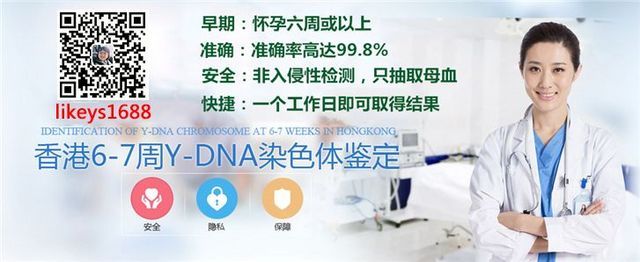 早期：怀孕六周或以上
准确：准确率高达99.8%
安全：非入侵性检测，只抽取母血
快捷：一个工作日即可取得结果
likeys1688
IDENTIFICATION OF Y-DNA CHROMOSOME AT 6-7 WEEKS IN HONGKONG
香港6-7周Y-DNA染色体鉴定
安全
隐私
保障